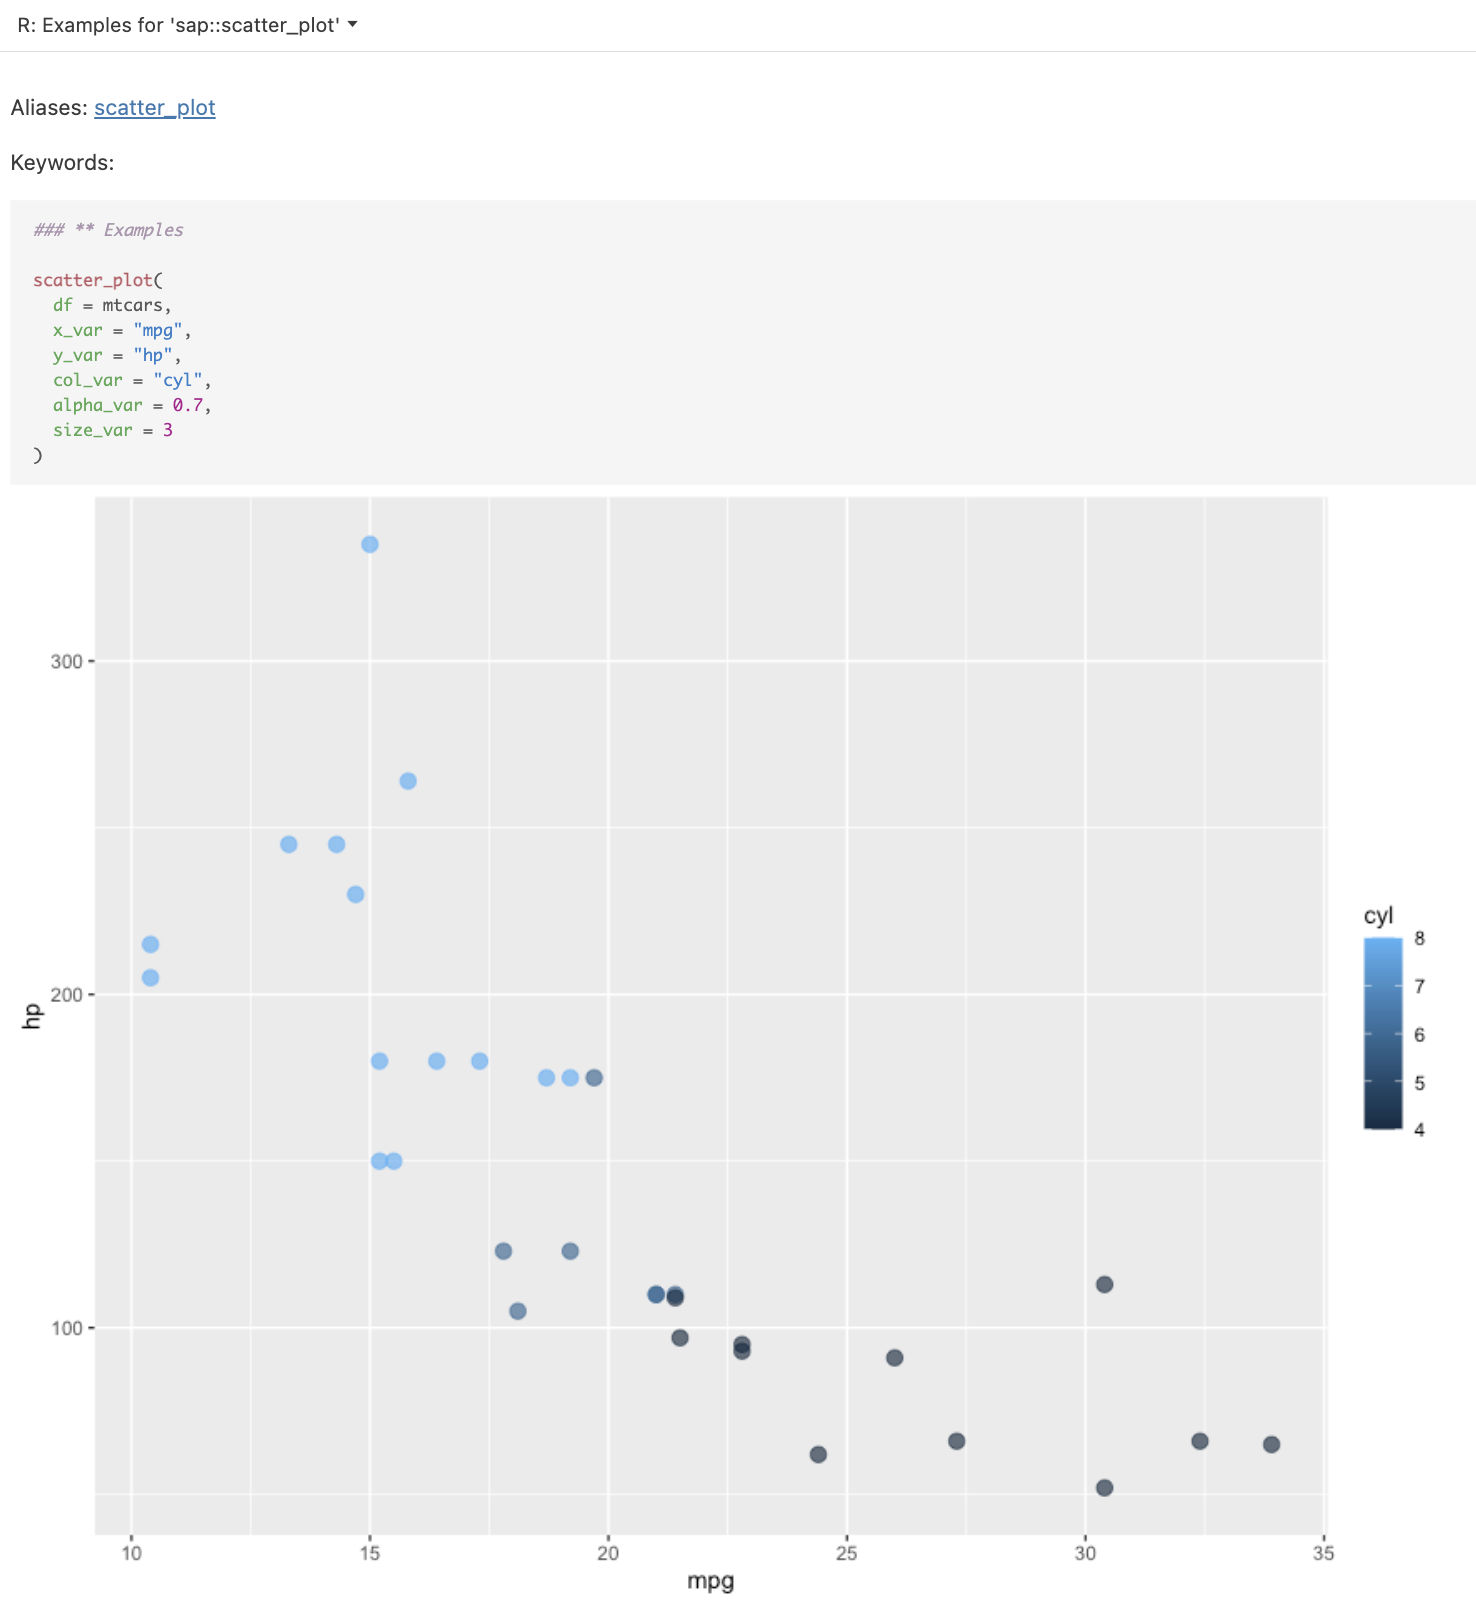 R: Examples for 'sap::scatter_plot'
Aliases: scatter_plot
Keywords:
### ** Examples
scatter_plot(
  df = mtcars,
  x_var = "mpg",
  y_var = "hp",
  col_var = "cyl",
  alpha_var = 0.7,
  size_var = 3
)
300
200
100
hp
10 15 20 25 30 35
mpg
cyl
8
7
6
5
4